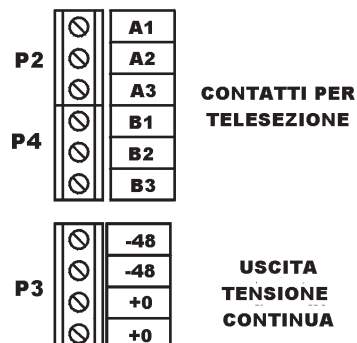 P2
A1
A2
A3
P4
B1
B2
B3
CONTATTI PER
TELESEZIONE
P3
-48
-48
+0
+0
USCITA
TENSIONE
CONTINUA